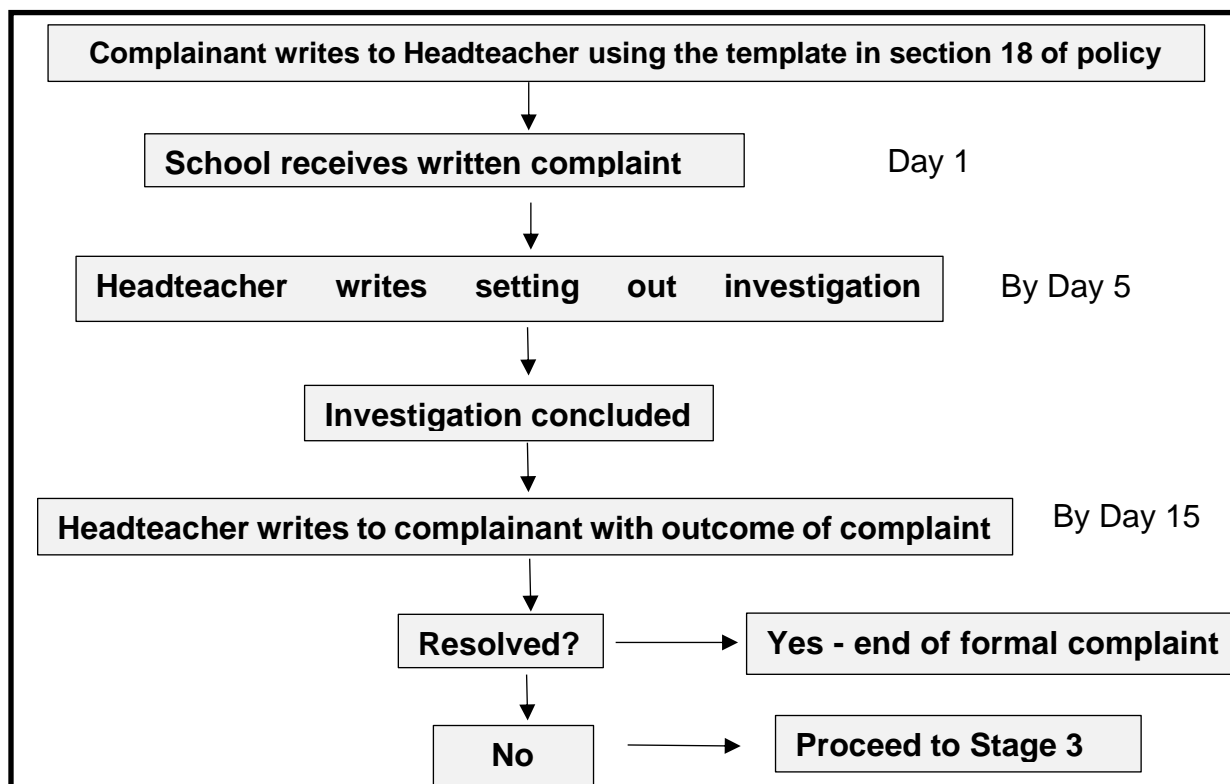 Complainant writes to Headteacher using the template in section 18 of policy
School receives written complaint
Day 1
Headteacher writes setting out investigation
By Day 5
Investigation concluded
Headteacher writes to complainant with outcome of complaint
By Day 15
Resolved?
Yes - end of formal complaint
No
Proceed to Stage 3